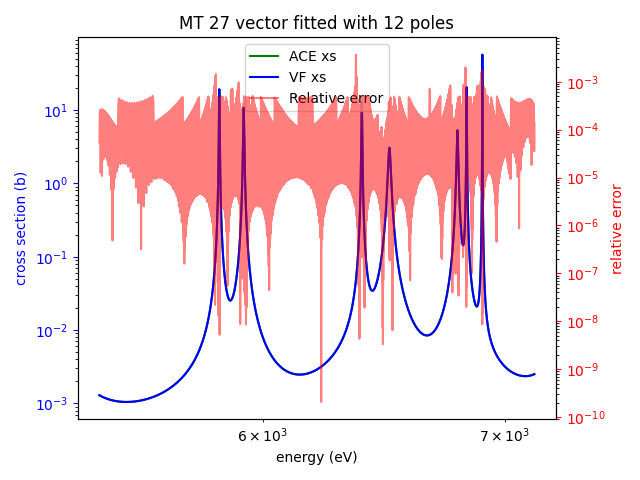 MT 27 vector fitted with 12 poles
ACE xs
VF xs
Relative error
cross section (b)
10¹
10⁰
10⁻¹
10⁻²
10⁻³
relative error
10⁻³
10⁻⁴
10⁻⁵
10⁻⁶
10⁻⁷
10⁻⁸
10⁻⁹
10⁻¹⁰
6 × 10³
7 × 10³
energy (eV)